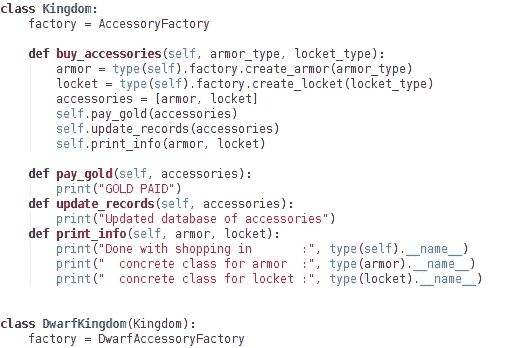 class Kingdom:
    factory = AccessoryFactory

    def buy_accessories(self, armor_type, locket_type):
        armor = type(self).factory.create_armor(armor_type)
        locket = type(self).factory.create_locket(locket_type)
        accessories = [armor, locket]
        self.pay_gold(accessories)
        self.update_records(accessories)
        self.print_info(armor, locket)

    def pay_gold(self, accessories):
        print("GOLD PAID")
    def update_records(self, accessories):
        print("Updated database of accessories")
    def print_info(self, armor, locket):
        print("Done with shopping in       :", type(self).__name__)
        print("  concrete class for armor  :", type(armor).__name__)
        print("  concrete class for locket :", type(locket).__name__)


class DwarfKingdom(Kingdom):
    factory = DwarfAccessoryFactory